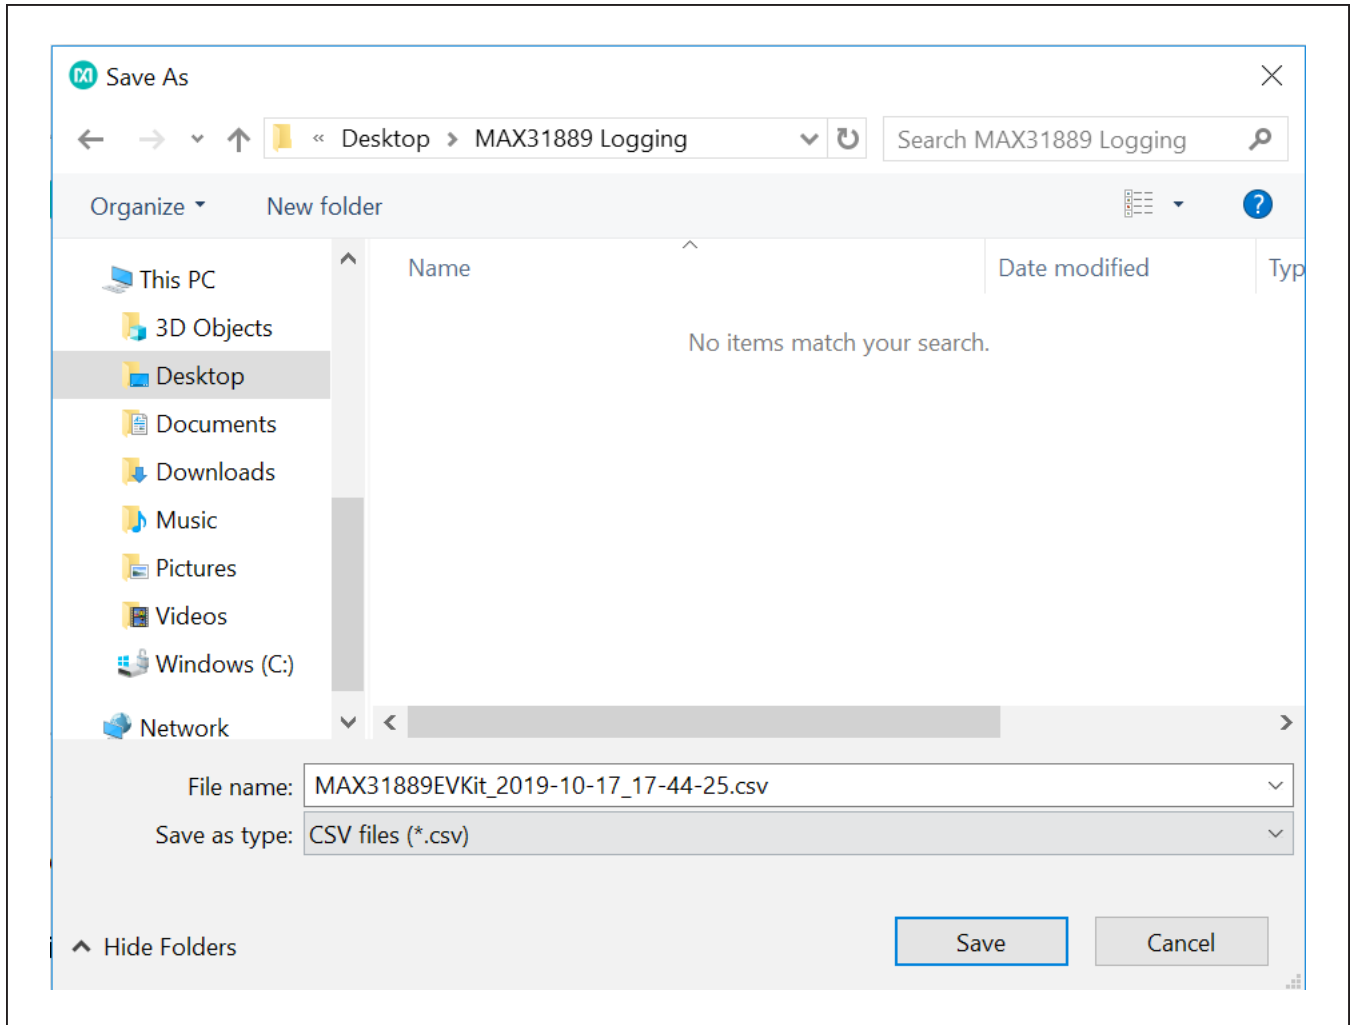 Save As
« Desktop > MAX31889 Logging
Search MAX31889 Logging
Organize
New folder
?
Name
Date modified
Typ
No items match your search.
This PC
3D Objects
Desktop
Documents
Downloads
Music
Pictures
Videos
Windows (C:)
Network
File name: MAX31889EVKit_2019-10-17_17-44-25.csv
Save as type: CSV files (*.csv)
Hide Folders
Save
Cancel